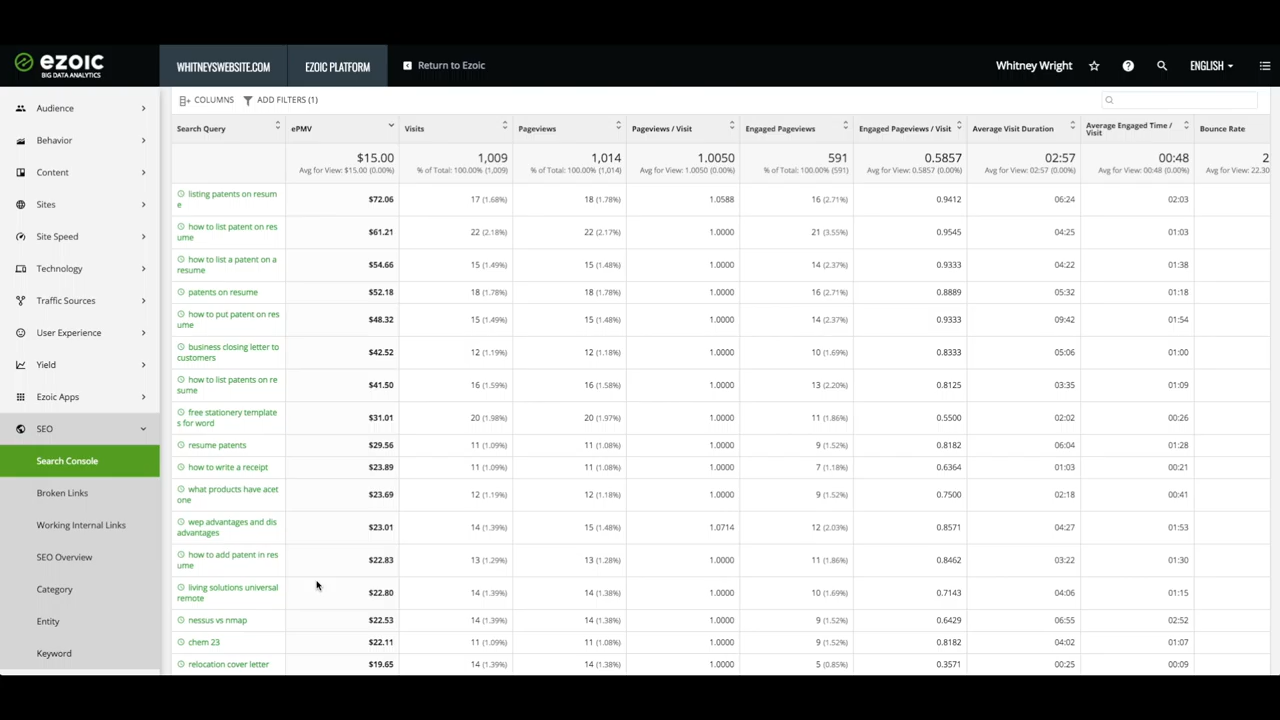 ezoic
BIG DATA ANALYTICS
WHITNEYSWEBSITE.COM
EZOIC PLATFORM
Return to Ezoic
Whitney Wright
ENGLISH
Audience
Behavior
Content
Sites
Site Speed
Technology
Traffic Sources
User Experience
Yield
Ezoic Apps
SEO
Search Console
Broken Links
Working Internal Links
SEO Overview
Category
Entity
Keyword
COLUMNS ADD FILTERS (1)
Search Query ePMV Visits Pageviews Pageviews / Visit Engaged Pageviews Engaged Pageviews / Visit Average Visit Duration Average Engaged Time / Visit Bounce Rate
$15.00 1,009 1,014 1.0050 591 0.5857 02:57 00:48 2
Avg for View: $15.00 (0.00%) % of Total: 100.00% (1,009) % of Total: 100.00% (1,014) Avg for View: 1.0050 (0.00%) % of Total: 100.00% (591) Avg for View: 0.5857 (0.00%) Avg for View: 02:57 (0.00%) Avg for View: 00:48 (0.00%) Avg for View: 22.30
listing patents on resum
e $72.06 17 (1.68%) 18 (1.78%) 1.0588 16 (2.71%) 0.9412 06:24 02:03
how to list patent on res
ume $61.21 22 (2.18%) 22 (2.17%) 1.0000 21 (3.55%) 0.9545 04:25 01:03
how to list a patent on a
resume $54.66 15 (1.49%) 15 (1.48%) 1.0000 14 (2.37%) 0.9333 04:22 01:38
patents on resume $52.18 18 (1.78%) 18 (1.78%) 1.0000 16 (2.71%) 0.8889 05:32 01:18
how to put patent on res
ume $48.32 15 (1.49%) 15 (1.48%) 1.0000 14 (2.37%) 0.9333 09:42 01:54
business closing letter to
customers $42.52 12 (1.19%) 12 (1.18%) 1.0000 10 (1.69%) 0.8333 05:06 01:00
how to list patents on re
sume $41.50 16 (1.59%) 16 (1.58%) 1.0000 13 (2.20%) 0.8125 03:35 01:09
free stationery template
s for word $31.01 20 (1.98%) 20 (1.97%) 1.0000 11 (1.86%) 0.5500 02:02 00:26
resume patents $29.56 11 (1.09%) 11 (1.08%) 1.0000 9 (1.52%) 0.8182 06:04 01:28
how to write a receipt $23.89 11 (1.09%) 11 (1.08%) 1.0000 7 (1.18%) 0.6364 01:03 00:21
what products have acet
one $23.69 12 (1.19%) 12 (1.18%) 1.0000 9 (1.52%) 0.7500 02:18 00:41
wep advantages and dis
advantages $23.01 14 (1.39%) 15 (1.48%) 1.0714 12 (2.03%) 0.8571 04:27 01:53
how to add patent in res
ume $22.83 13 (1.29%) 13 (1.28%) 1.0000 11 (1.86%) 0.8462 03:22 01:30
living solutions universal
remote $22.80 14 (1.39%) 14 (1.38%) 1.0000 10 (1.69%) 0.7143 04:06 01:15
nessus vs nmap $22.53 14 (1.39%) 14 (1.38%) 1.0000 9 (1.52%) 0.6429 06:55 02:52
chem 23 $22.11 11 (1.09%) 11 (1.08%) 1.0000 9 (1.52%) 0.8182 04:02 01:07
relocation cover letter $19.65 14 (1.39%) 14 (1.38%) 1.0000 5 (0.85%) 0.3571 00:25 00:09